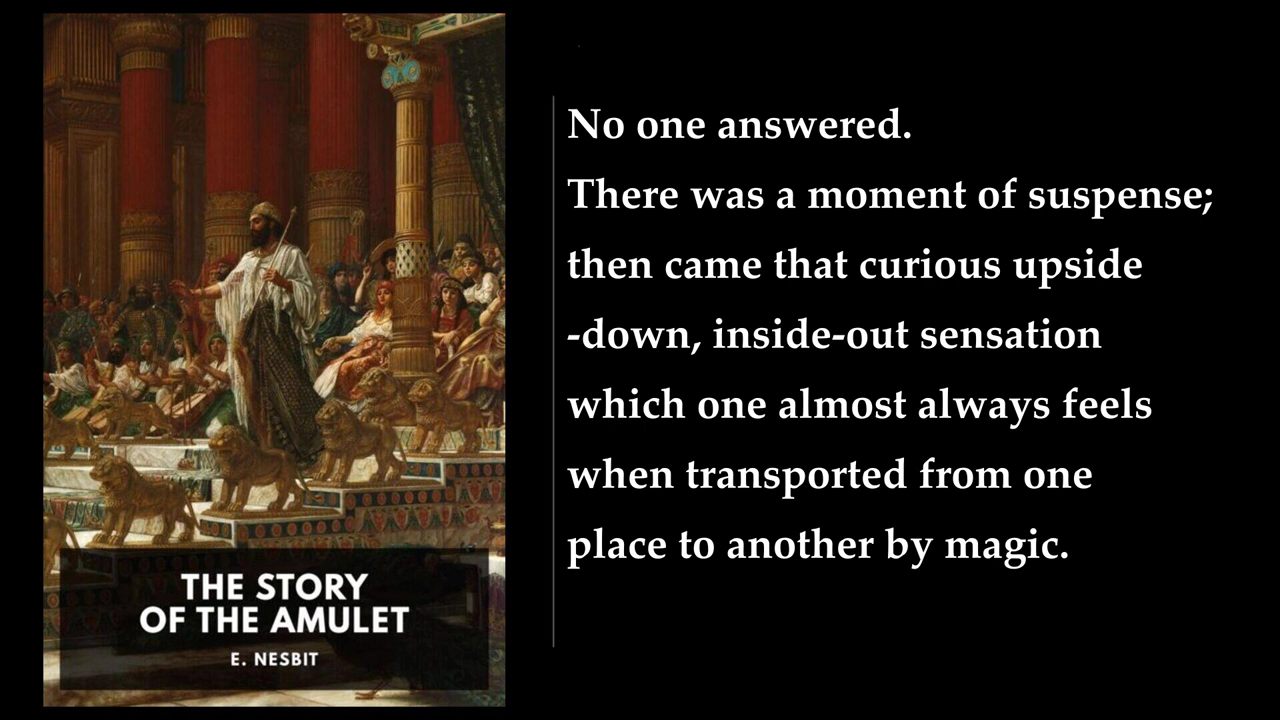 THE STORY
OF THE AMULET
E. NESBIT
No one answered.
There was a moment of suspense;
then came that curious upside
-down, inside-out sensation
which one almost always feels
when transported from one
place to another by magic.